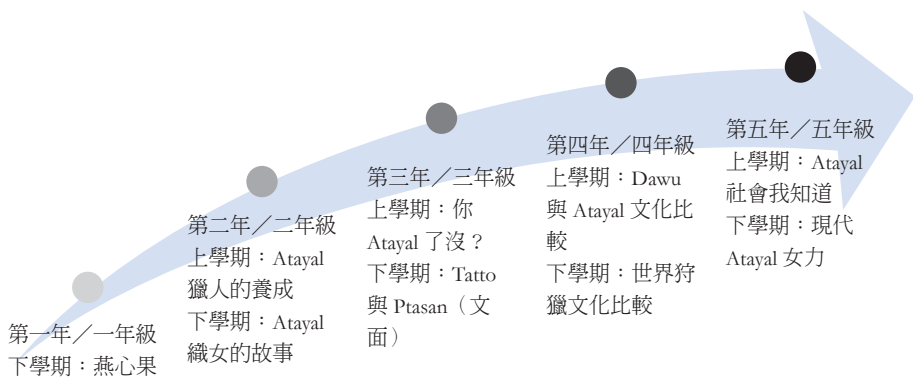 第一年／一年級
下學期：燕心果
第二年／二年級
上學期：Atayal
獵人的養成
下學期：Atayal
織女的故事
第三年／三年級
上學期：你
Atayal 了沒？
下學期：Tatto
與 Ptasan（文
面）
第四年／四年級
上學期：Dawu
與 Atayal 文化比
較
下學期：世界狩
獵文化比較
第五年／五年級
上學期：Atayal
社會我知道
下學期：現代
Atayal 女力